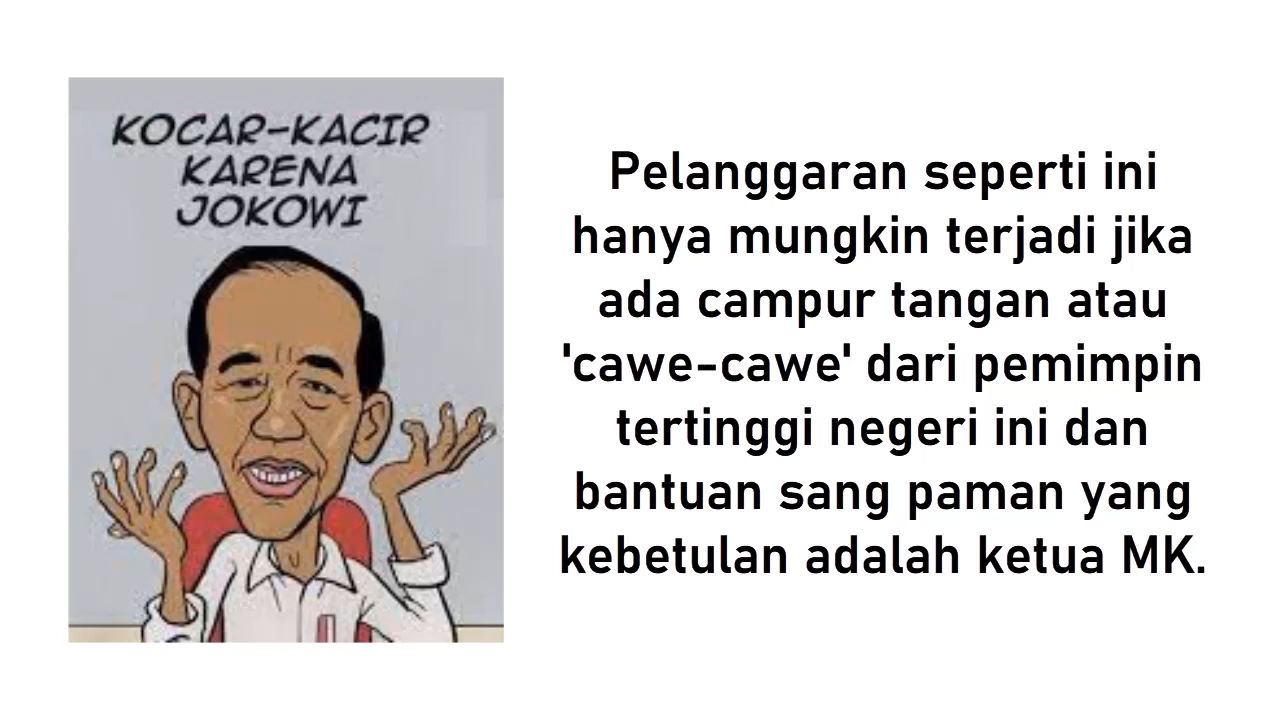 KOCAR-KACIR
KARENA
JOKOWI
Pelanggaran seperti ini
hanya mungkin terjadi jika
ada campur tangan atau
'cawe-cawe' dari pemimpin
tertinggi negeri ini dan
bantuan sang paman yang
kebetulan adalah ketua MK.